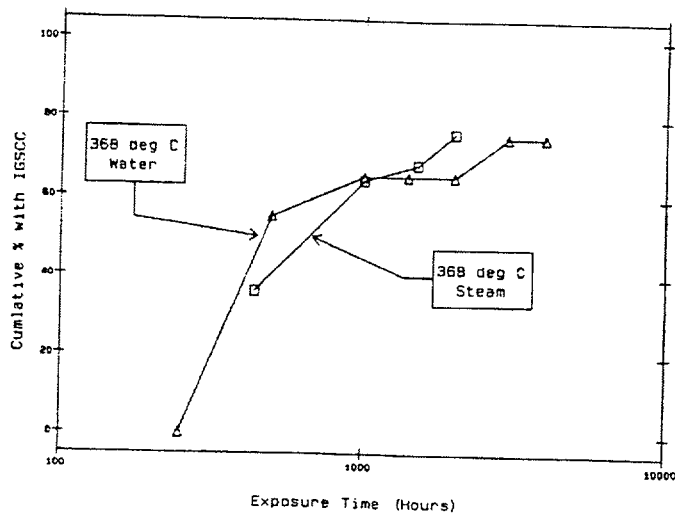 100
80
60
40
20
0
Cumlative % with IGSCC
368 deg C
Water
368 deg C
Steam
100
1000
10000
Exposure Time (Hours)